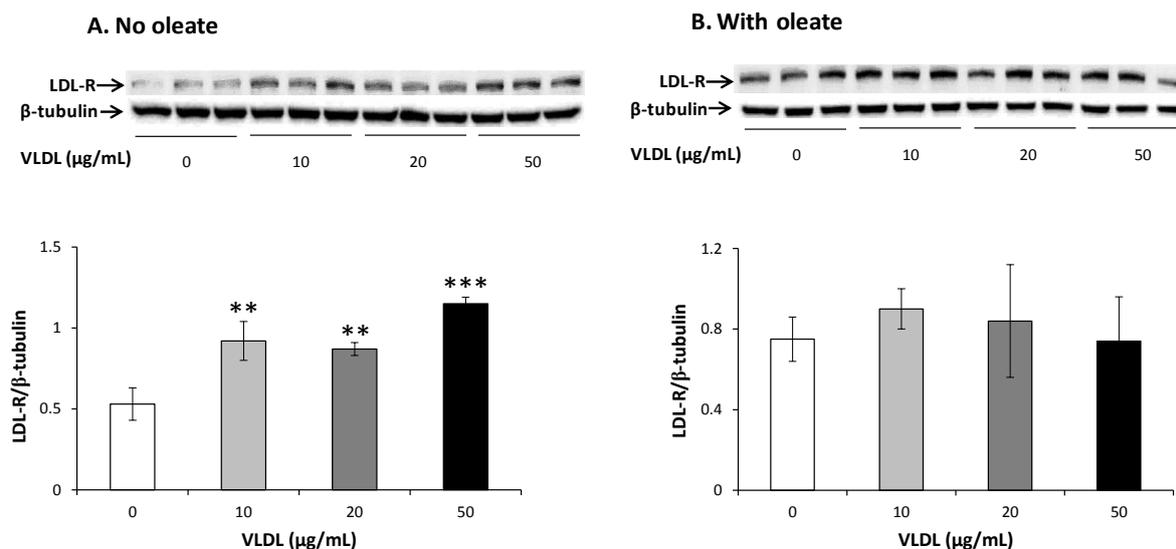 A. No oleate
LDL-R
β-tubulin
VLDL (μg/mL) 0 10 20 50
1.5
1
0.5
0
LDL-R/β-tubulin
** ** ***
0 10 20 50
VLDL (μg/mL)
B. With oleate
LDL-R
β-tubulin
VLDL (μg/mL) 0 10 20 50
1.2
0.8
0.4
0
LDL-R/β-tubulin
0 10 20 50
VLDL (μg/mL)